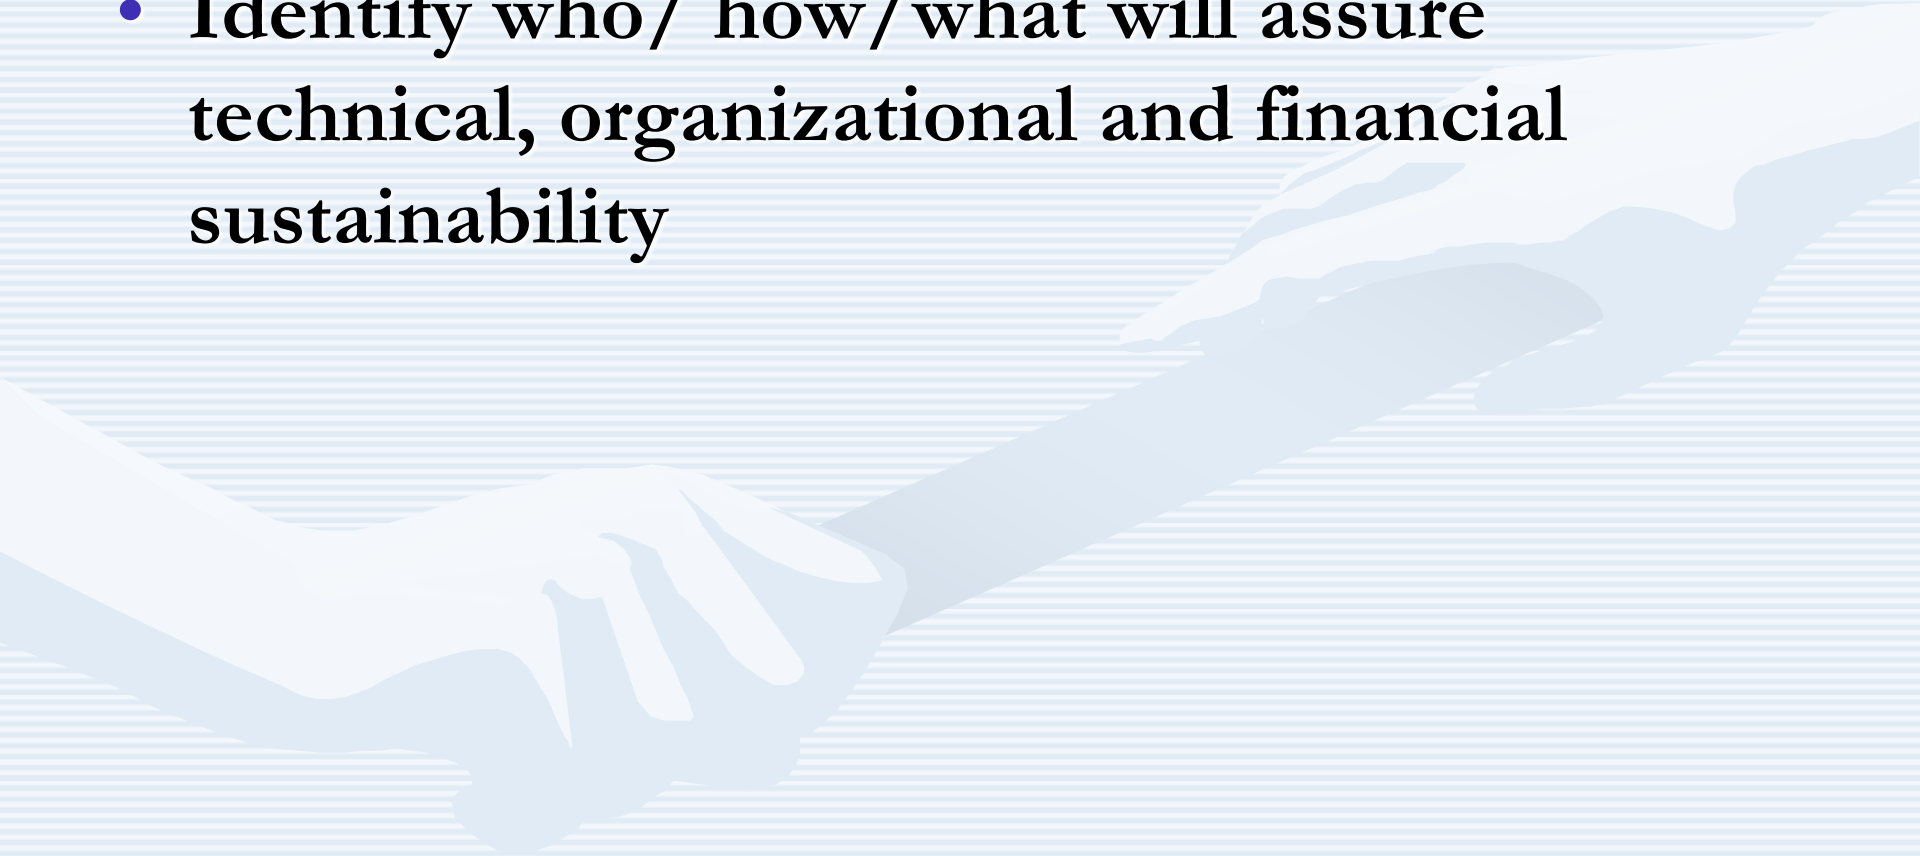 • Identify who/ how/what will assure
technical, organizational and financial
sustainability